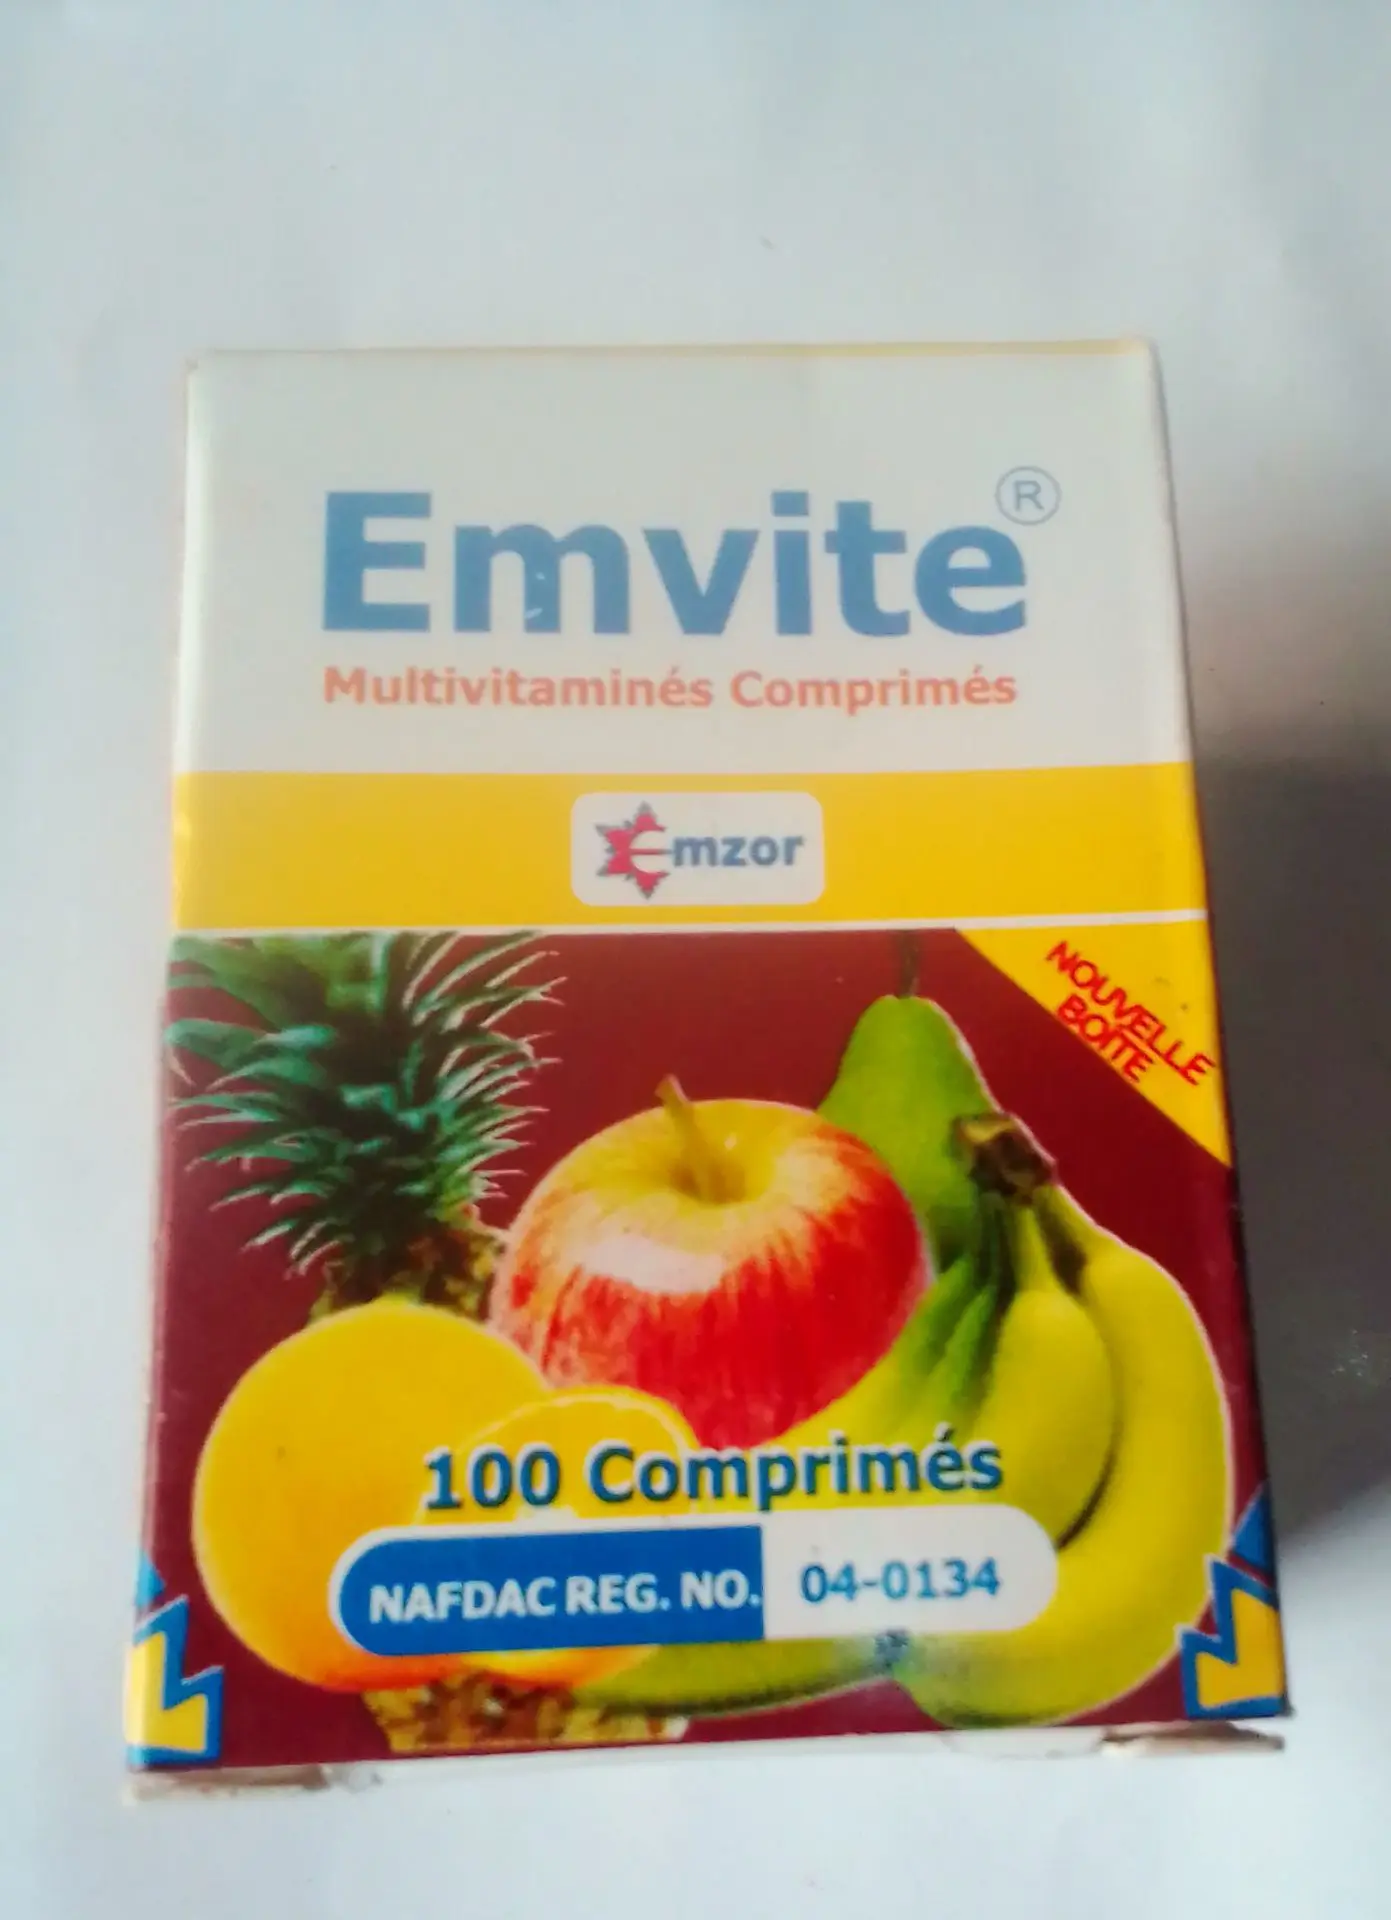 Emvite®
Multivitaminés Comprimés
Emzor
NOUVELLE
BOITE
100 Comprimés
NAFDAC REG. NO. 04-0134